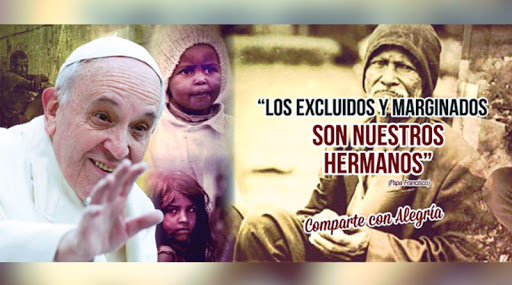 “LOS EXCLUIDOS Y MARGINADOS
SON NUESTROS
HERMANOS”
(Papa Francisco)
Comparte con Alegría